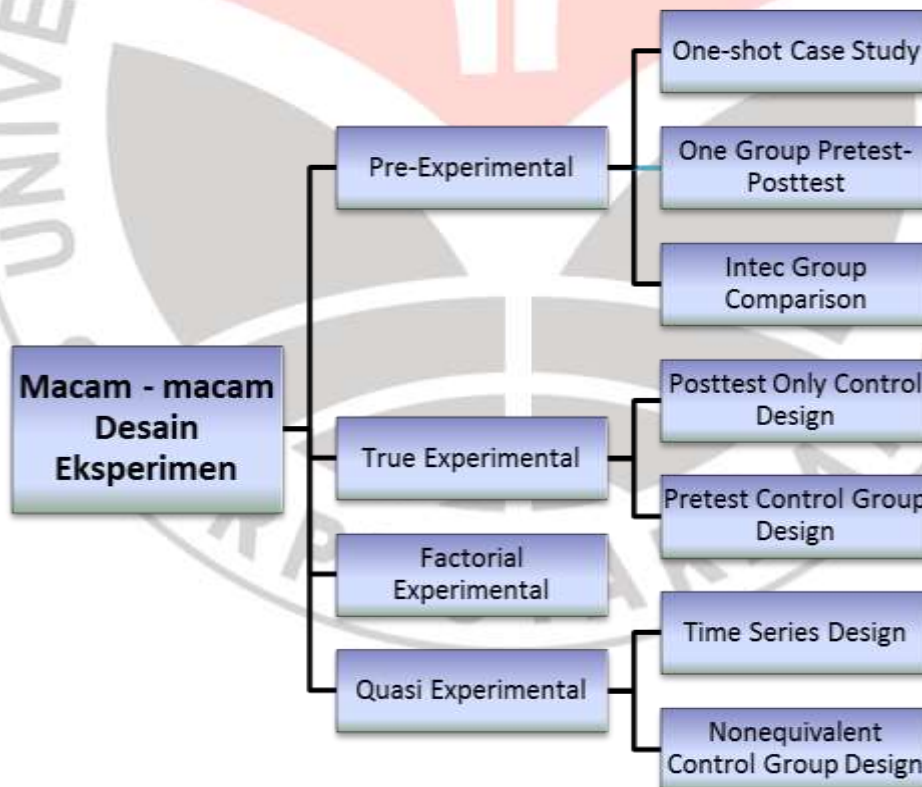 Macam - macam
Desain
Eksperimen
Pre-Experimental
One-shot Case Study
One Group Pretest-
Posttest
Intec Group
Comparison
True Experimental
Posttest Only Control
Design
Pretest Control Group
Design
Factorial
Experimental
Quasi Experimental
Time Series Design
Nonequivalent
Control Group Design